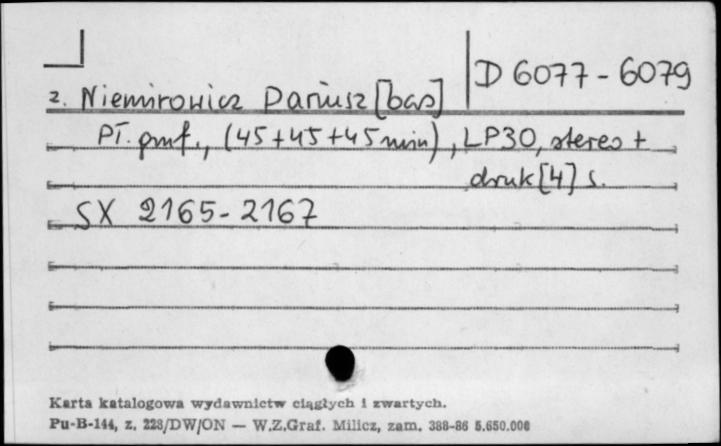 D 6077-6079
2. Niemirowicz Dariusz [bas]
PT. gmf., (45+45+45 min), LP30, stereo +
druk [4] s.
SX 2165-2167
Karta katalogowa wydawnictw ciągłych i zwartych.
Pu-B-144, z. 228/DW/ON — W.Z.Graf. Milicz, zam. 388-86 5.650.000